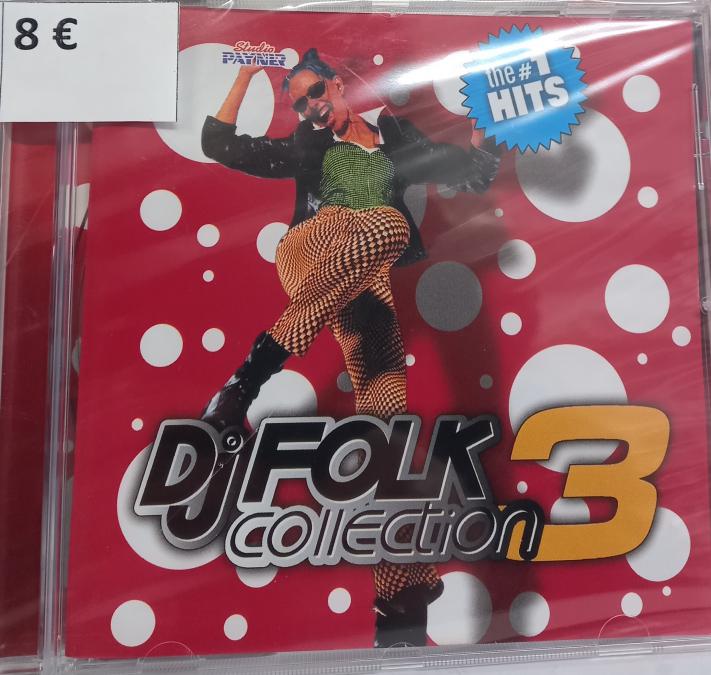 8 €
Studio
PAYNER
the #1
HITS
Dj FOLK
collection 3